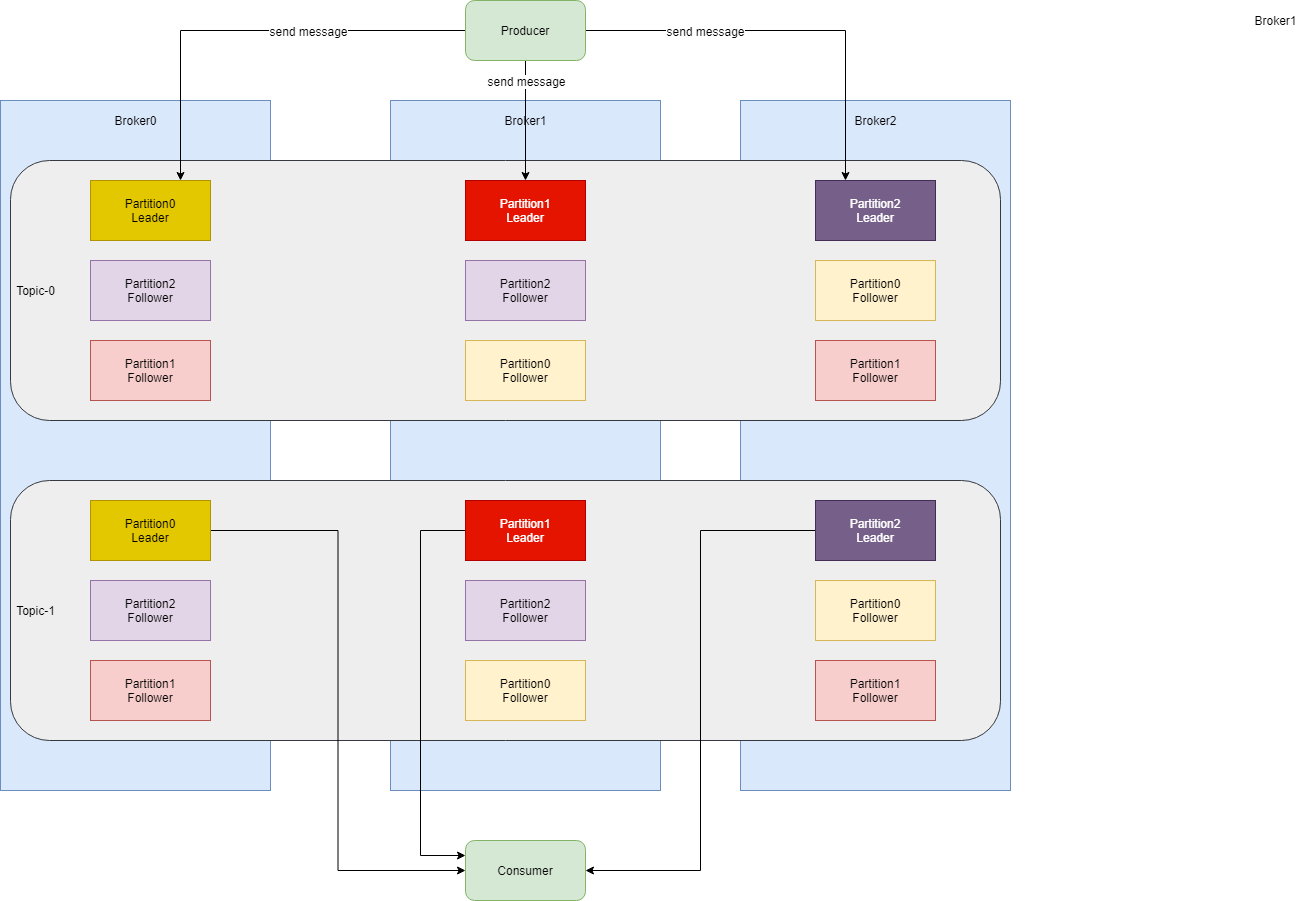 Producer
Broker1
send message
send message
send message
Broker0
Broker1
Broker2
Partition0
Leader
Partition1
Leader
Partition2
Leader
Topic-0
Partition2
Follower
Partition2
Follower
Partition0
Follower
Partition1
Follower
Partition0
Follower
Partition1
Follower
Partition0
Leader
Partition1
Leader
Partition2
Leader
Topic-1
Partition2
Follower
Partition2
Follower
Partition0
Follower
Partition1
Follower
Partition0
Follower
Partition1
Follower
Consumer